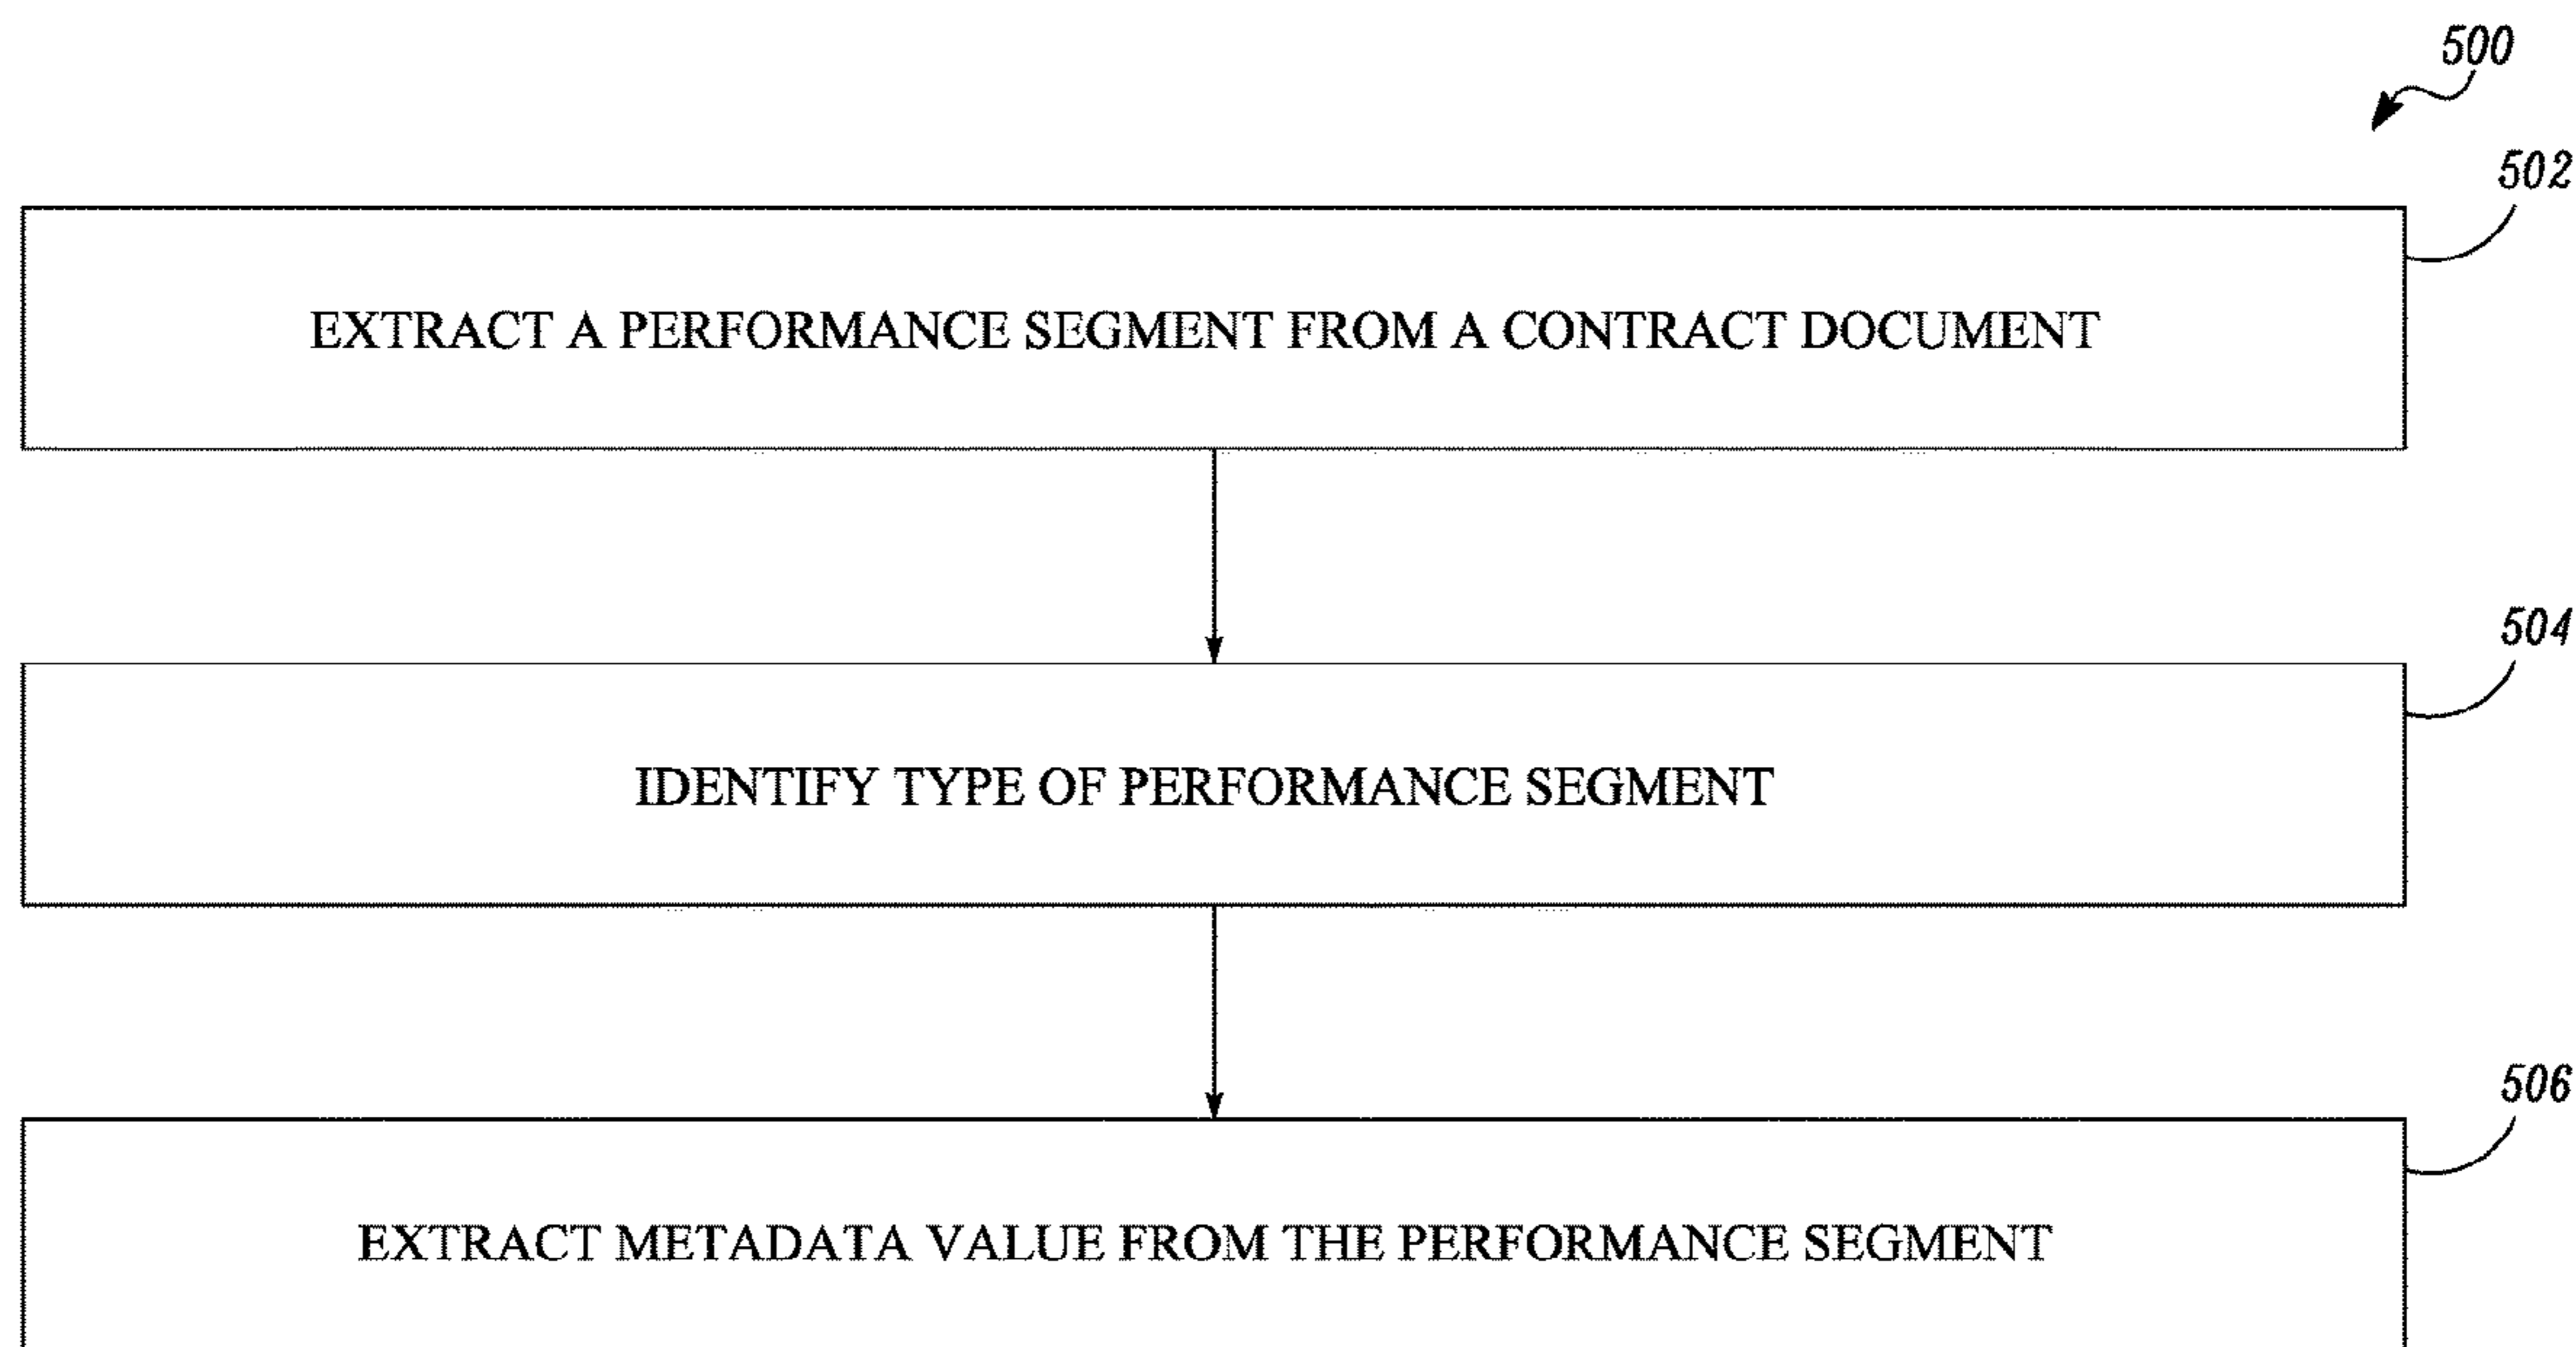 500
502
EXTRACT A PERFORMANCE SEGMENT FROM A CONTRACT DOCUMENT
504
IDENTIFY TYPE OF PERFORMANCE SEGMENT
506
EXTRACT METADATA VALUE FROM THE PERFORMANCE SEGMENT